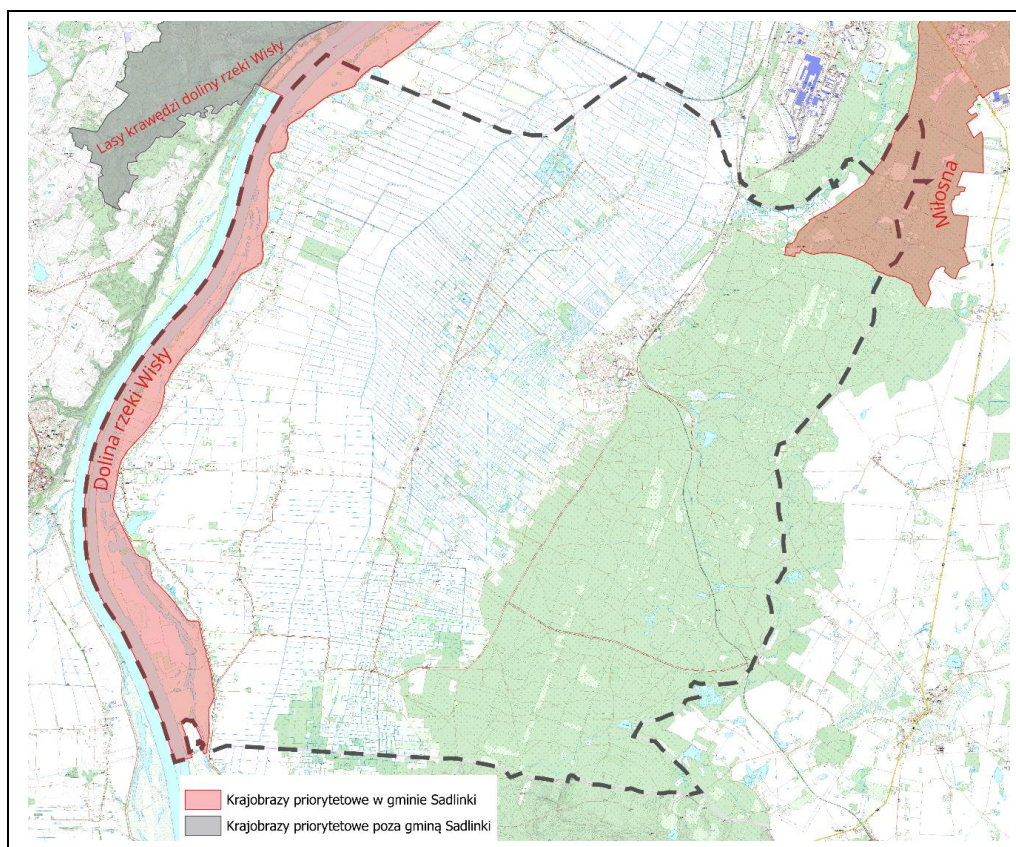 Lasy krawędzi doliny rzeki Wisły
Miłosna
Dolina rzeki Wisły
Krajobrazy priorytetowe w gminie Sadlinki
Krajobrazy priorytetowe poza gminą Sadlinki